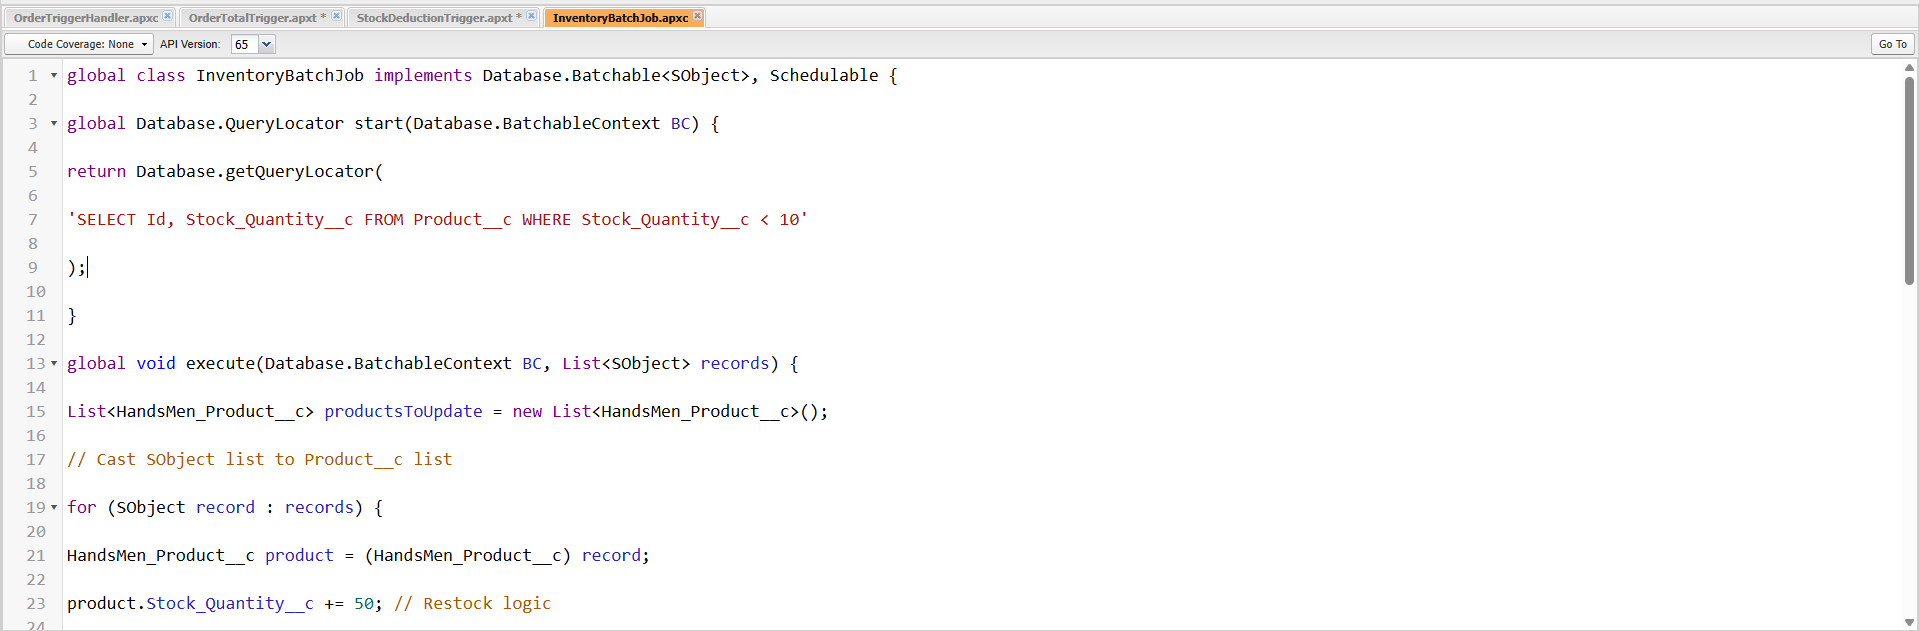 OrderTriggerHandler.apxc OrderTotalTrigger.apxt * StockDeductionTrigger.apxt * InventoryBatchJob.apxc
Code Coverage: None API Version: 65 Go To
1 global class InventoryBatchJob implements Database.Batchable<SObject>, Schedulable {
2
3 global Database.QueryLocator start(Database.BatchableContext BC) {
4
5 return Database.getQueryLocator(
6
7 'SELECT Id, Stock_Quantity__c FROM Product__c WHERE Stock_Quantity__c < 10'
8
9 );
10
11 }
12
13 global void execute(Database.BatchableContext BC, List<SObject> records) {
14
15 List<HandsMen_Product__c> productsToUpdate = new List<HandsMen_Product__c>();
16
17 // Cast SObject list to Product__c list
18
19 for (SObject record : records) {
20
21 HandsMen_Product__c product = (HandsMen_Product__c) record;
22
23 product.Stock_Quantity__c += 50; // Restock logic
24